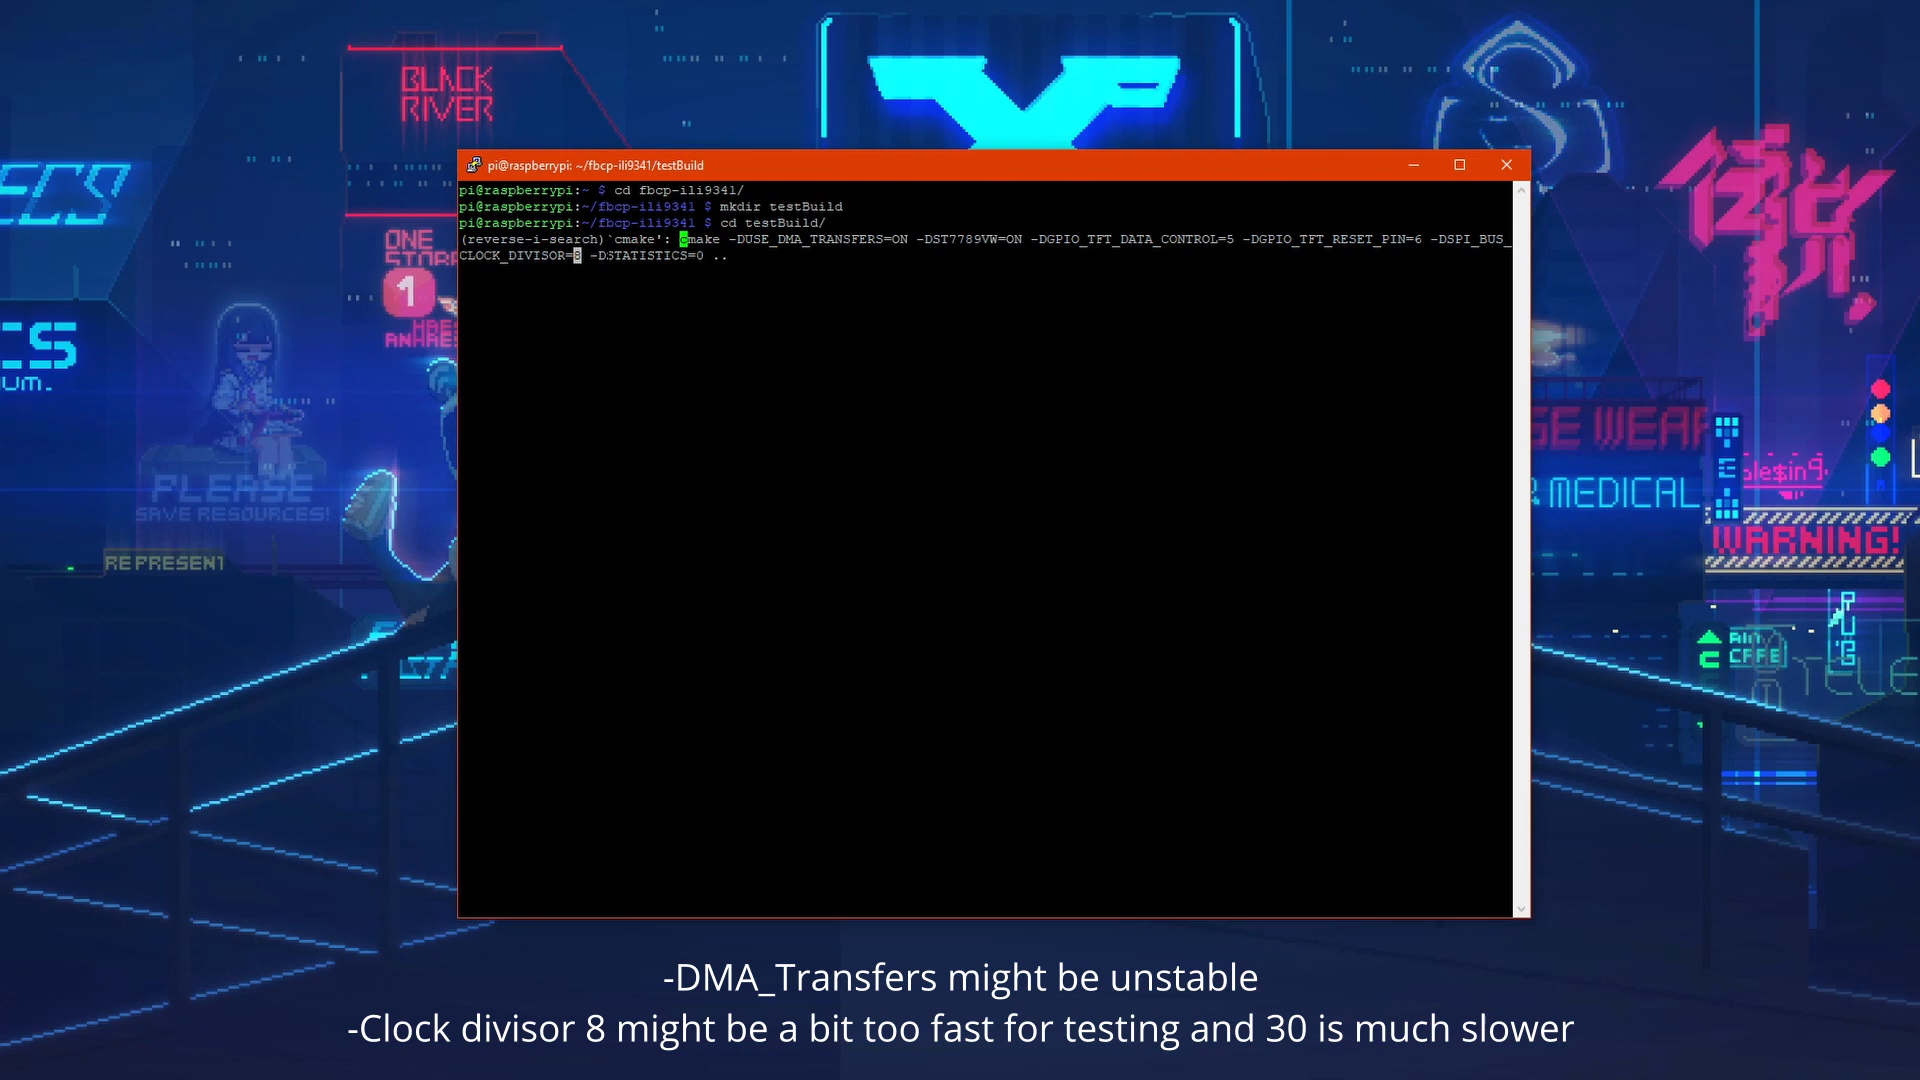 BLACK
RIVER
pi@raspberrypi: ~/fbcp-ili9341/testBuild
pi@raspberrypi:~ $ cd fbcp-ili9341/
pi@raspberrypi:~/fbcp-ili9341 $ mkdir testBuild
pi@raspberrypi:~/fbcp-ili9341 $ cd testBuild/
(reverse-i-search)`cmake': cmake -DUSE_DMA_TRANSFERS=ON -DST7789VW=ON -DGPIO_TFT_DATA_CONTROL=5 -DGPIO_TFT_RESET_PIN=6 -DSPI_BUS_
CLOCK_DIVISOR=8 -DSTATISTICS=0 ..
ONE
1
CS
UM.
PLEASE
SAVE RESOURCES!
REPRESENT
MEDICAL
WARNING!
-DMA_Transfers might be unstable
-Clock divisor 8 might be a bit too fast for testing and 30 is much slower